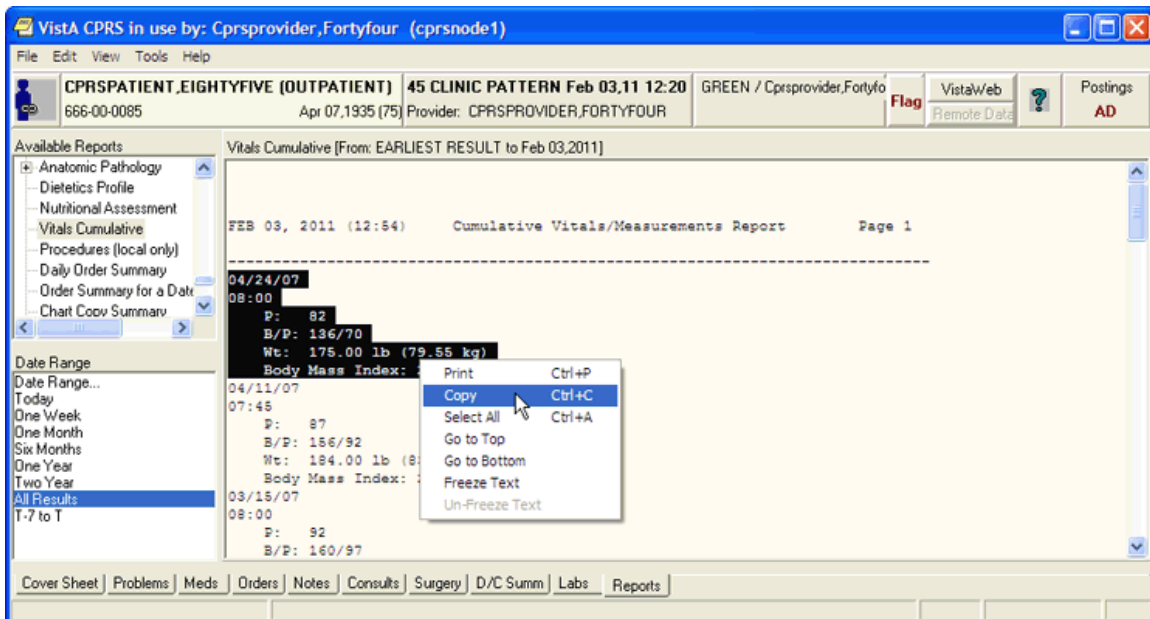 VistA CPRS in use by: Cprsprovider,Fortyfour (cprsnode1)
File Edit View Tools Help
CPRSPATIENT,EIGHTYFIVE (OUTPATIENT)
666-00-0085 Apr 07,1935 (75)
45 CLINIC PATTERN Feb 03,11 12:20
Provider: CPRSPROVIDER,FORTYFOUR
GREEN / Cprsprovider,Fortyfo
Flag
VistaWeb
Remote Data
?
Postings
AD
Available Reports
Anatomic Pathology
Dietetics Profile
Nutritional Assessment
Vitals Cumulative
Procedures (local only)
Daily Order Summary
Order Summary for a Date
Chart Copy Summary
Date Range
Date Range...
Today
One Week
One Month
Six Months
One Year
Two Year
All Results
T-7 to T
Vitals Cumulative [From: EARLIEST RESULT to Feb 03,2011]
FEB 03, 2011 (12:54) Cumulative Vitals/Measurements Report Page 1
--------------------------------------------------------------------------------
04/24/07
08:00
P: 82
B/P: 136/70
Wt: 175.00 lb (79.55 kg)
Body Mass Index:
04/11/07
07:45
P: 87
B/P: 156/92
Wt: 184.00 lb (8
Body Mass Index:
03/15/07
08:00
P: 92
B/P: 160/97
Print Ctrl+P
Copy Ctrl+C
Select All Ctrl+A
Go to Top
Go to Bottom
Freeze Text
Un-Freeze Text
Cover Sheet Problems Meds Orders Notes Consults Surgery D/C Summ Labs Reports